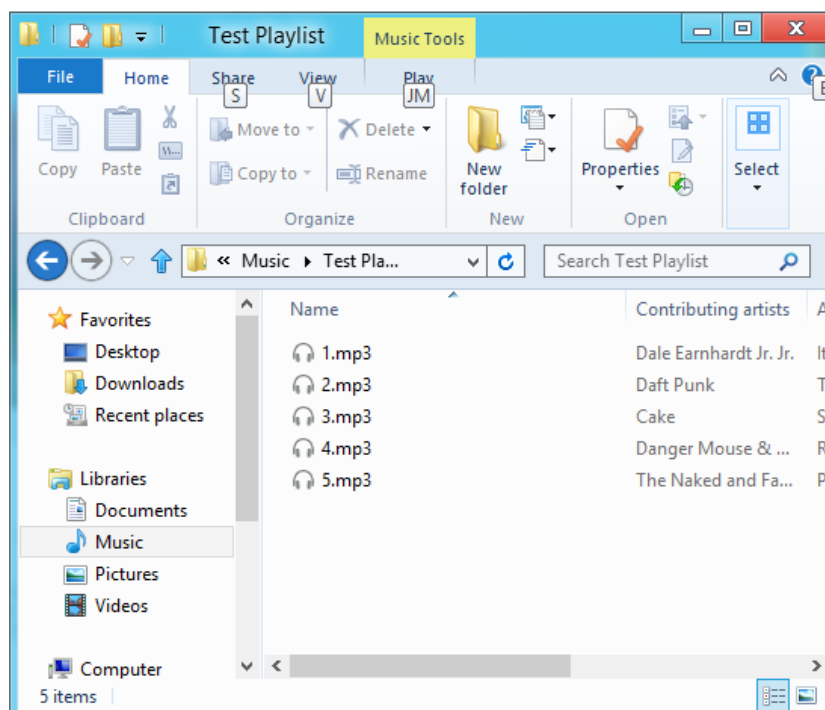 Test Playlist
Music Tools
File
Home
Share
View
Play
S
V
JM
E
Copy
Paste
W...
Move to
Copy to
Delete
Rename
New
folder
Properties
Select
Clipboard
Organize
New
Open
« Music
Test Pla...
Search Test Playlist
Name
Contributing artists
A
Favorites
Desktop
Downloads
Recent places
Libraries
Documents
Music
Pictures
Videos
Computer
1.mp3
Dale Earnhardt Jr. Jr.
It
2.mp3
Daft Punk
T
3.mp3
Cake
S
4.mp3
Danger Mouse & ...
R
5.mp3
The Naked and Fa...
P
5 items